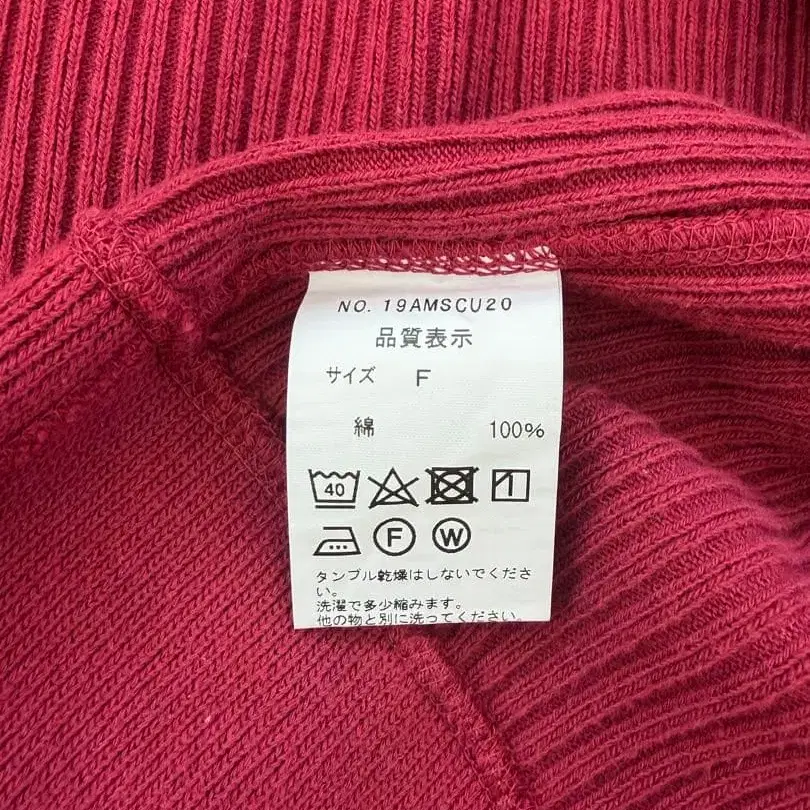 NO. 19AMSCU20
品質表示
サイズ F
綿 100%
40
F W
タンブル乾燥はしないでくださ
い。
洗濯で多少縮みます。
他の物と別に洗ってください。